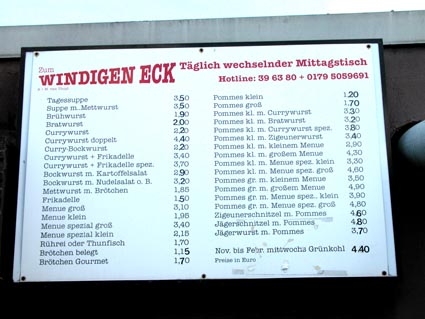 Zum
WINDIGEN ECK
Täglich wechselnder Mittagstisch
Hotline: 39 63 80 + 0179 5059691
Tagessuppe 3,50
Suppe m. Mettwurst 3,50
Brühwurst 1,90
Bratwurst 2,00
Currywurst 2,20
Currywurst doppelt 4,40
Curry-Bockwurst 2,20
Currywurst + Frikadelle 3,40
Currywurst + Frikadelle spez. 3,70
Bockwurst m. Kartoffelsalat 2,90
Bockwurst m. Nudelsalat o. B. 3,20
Mettwurst m. Brötchen 1,85
Frikadelle 1,50
Menue groß 3,10
Menue klein 1,95
Menue spezial groß 3,40
Menue spezial klein 2,15
Rührei oder Thunfisch 1,70
Brötchen belegt 1,15
Brötchen Gourmet 1,70
Pommes klein 1,20
Pommes groß 1,70
Pommes kl. m. Currywurst 3,30
Pommes kl. m. Bratwurst 3,20
Pommes kl. m. Currywurst spez. 3,80
Pommes kl. m. Zigeunerwurst 3,40
Pommes kl. m. kleinem Menue 2,90
Pommes kl. m. großem Menue 4,30
Pommes kl. m. Menue spez. klein 3,30
Pommes kl. m. Menue spez. groß 4,60
Pommes gr. m. kleinem Menue 3,50
Pommes gr. m. großem Menue 4,90
Pommes gr. m. Menue spez. klein 3,90
Pommes gr. m. Menue spez. groß 4,80
Zigeunerschnitzel m. Pommes 4,60
Jägerschnitzel m. Pommes 4,80
Jägerwurst m. Pommes 3,70
Nov. bis Febr. mittwochs Grünkohl 4.40
Preise in Euro